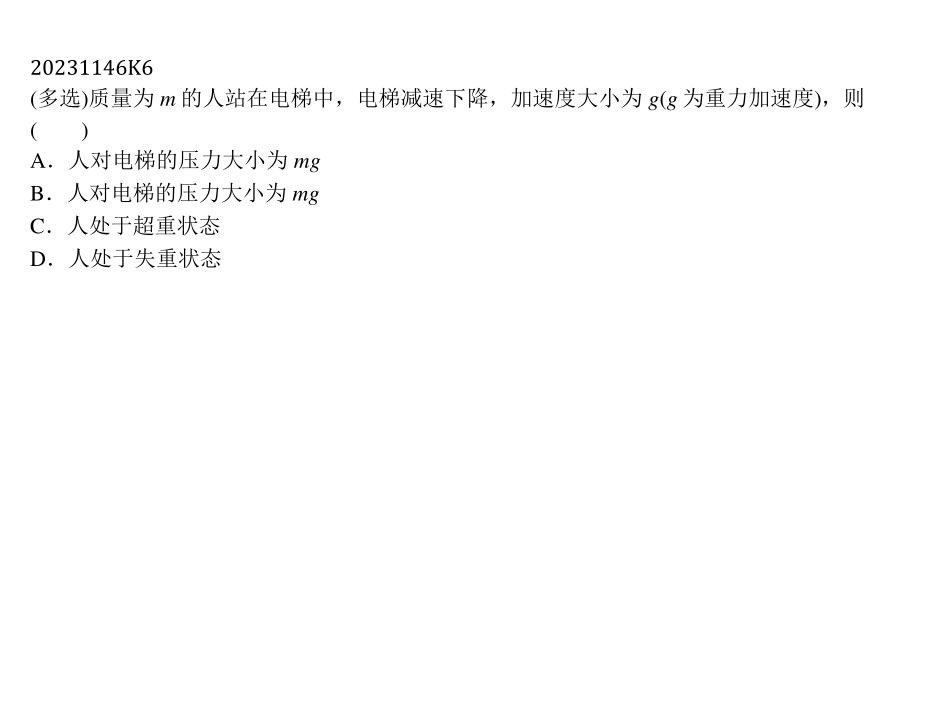 20231146K6
(多选)质量为 m 的人站在电梯中，电梯减速下降，加速度大小为 g(g 为重力加速度)，则
(　　)
A．人对电梯的压力大小为 mg
B．人对电梯的压力大小为 mg
C．人处于超重状态
D．人处于失重状态